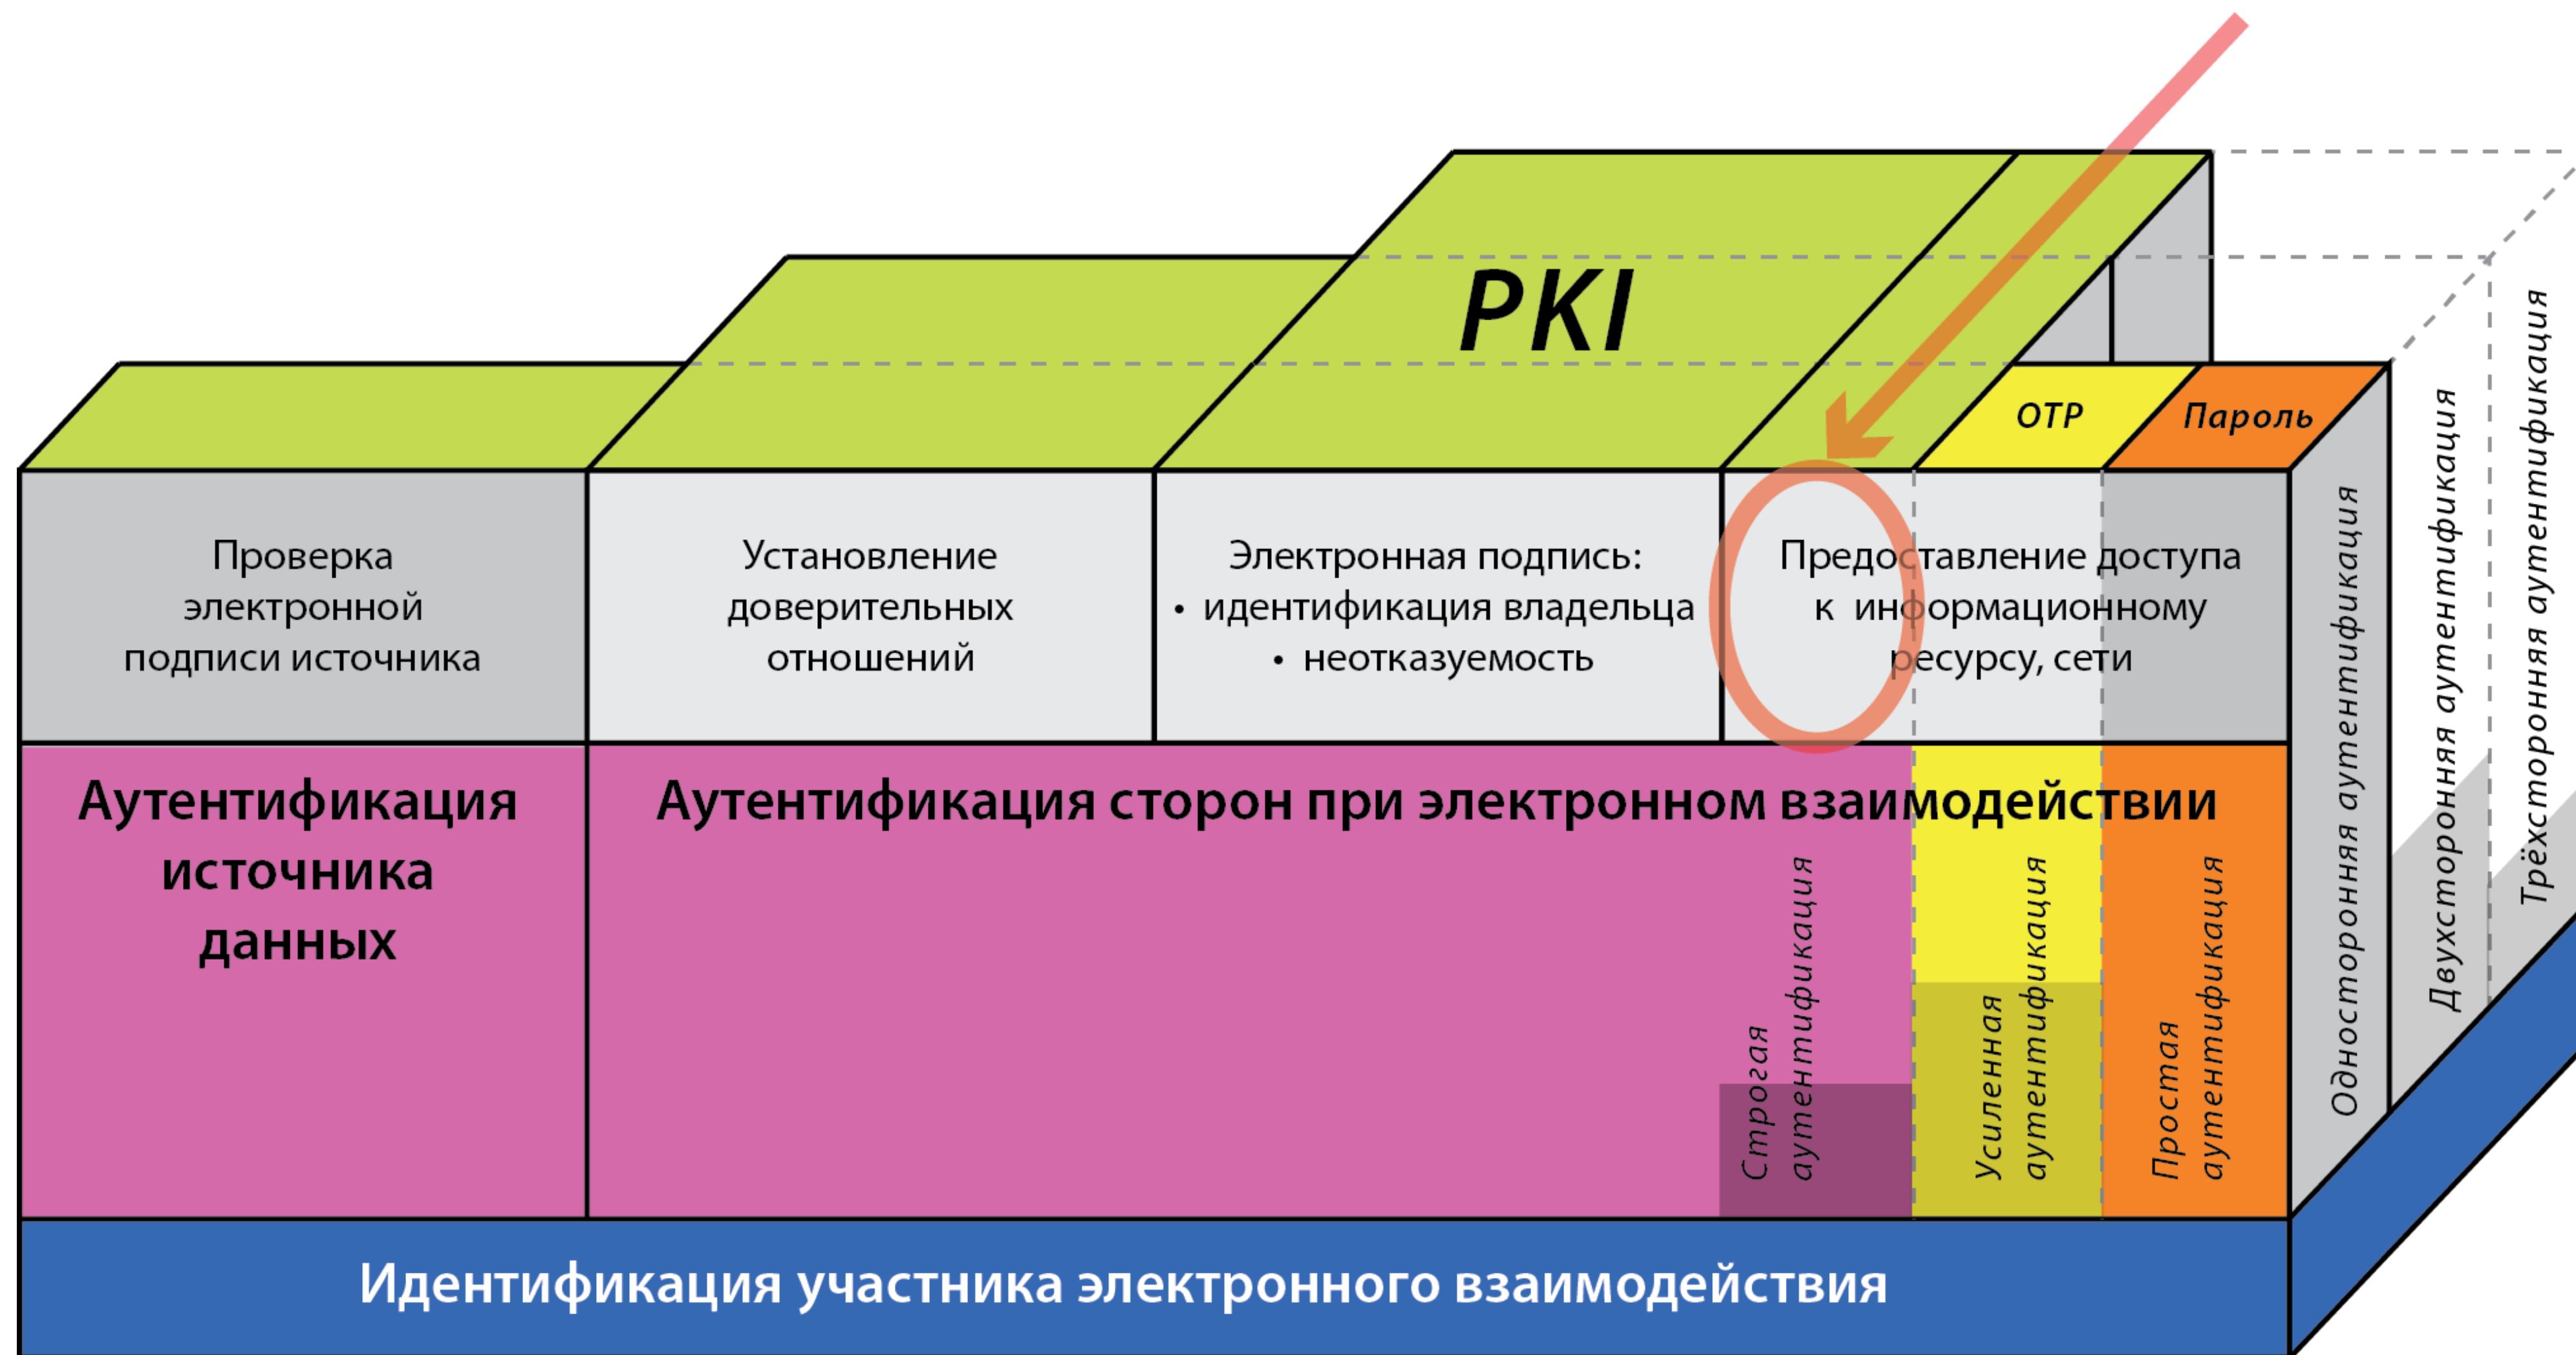 PKI
OTP
Пароль
Проверка
электронной
подписи источника
Установление
доверительных
отношений
Электронная подпись:
• идентификация владельца
• неотказуемость
Предоставление доступа
к информационному
ресурсу, сети
Аутентификация
источника
данных
Аутентификация сторон при электронном взаимодействии
Строгая
аутентификация
Усиленная
аутентификация
Простая
аутентификация
Односторонняя аутентификация
Двухсторонняя аутентификация
Трёхсторонняя аутентификация
Идентификация участника электронного взаимодействия